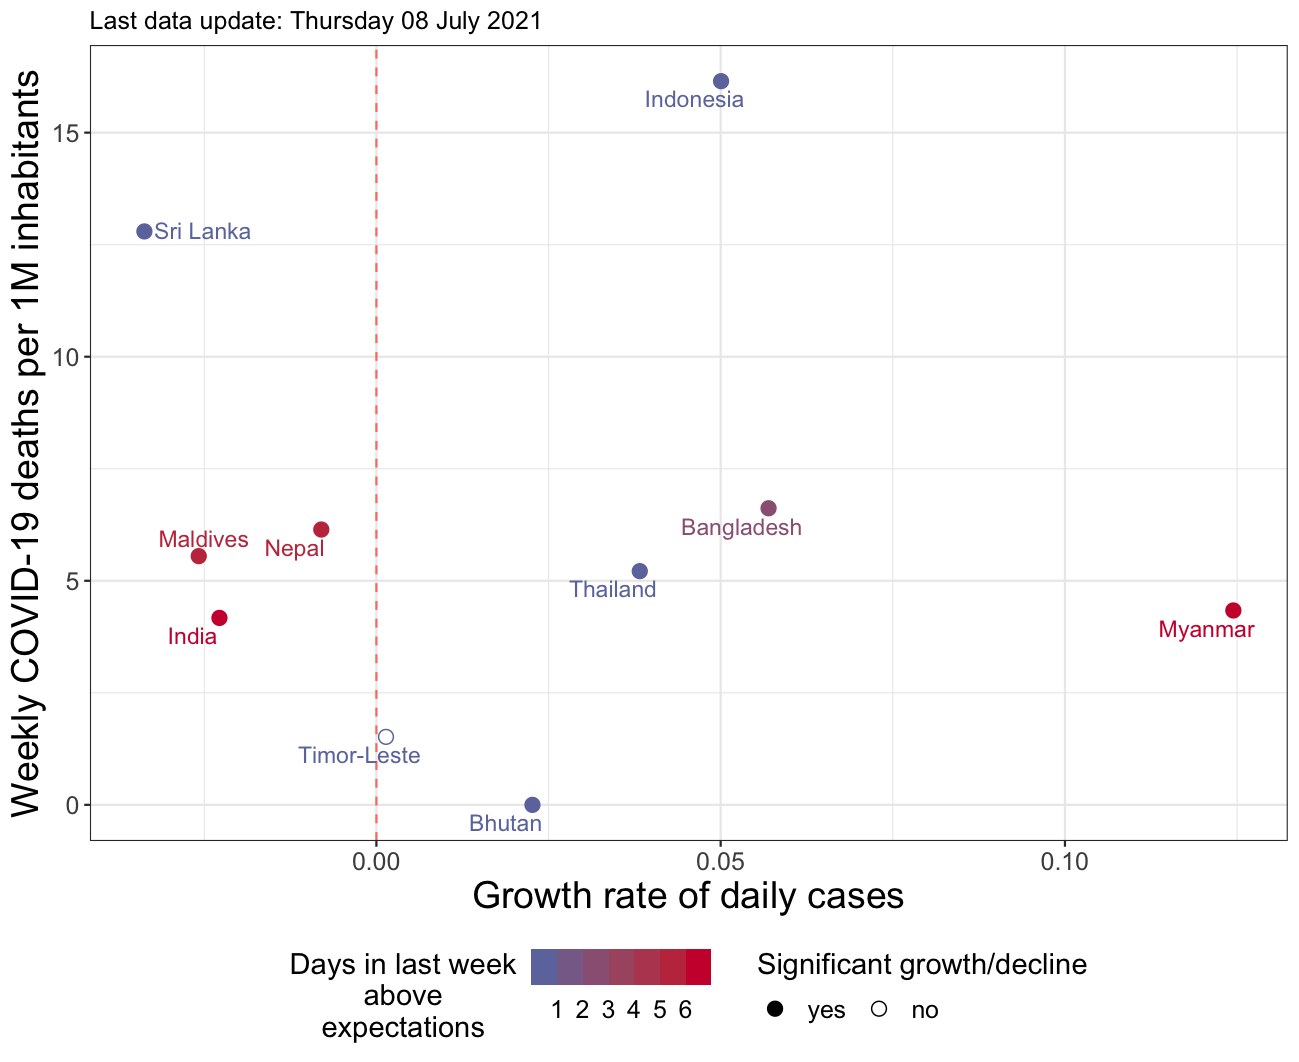 Last data update: Thursday 08 July 2021
Weekly COVID-19 deaths per 1M inhabitants
15
10
5
0
Indonesia
Sri Lanka
Bangladesh
Maldives
Nepal
Thailand
India
Myanmar
Timor-Leste
Bhutan
0.00 0.05 0.10
Growth rate of daily cases
Days in last week
above
expectations
1 2 3 4 5 6
Significant growth/decline
yes no